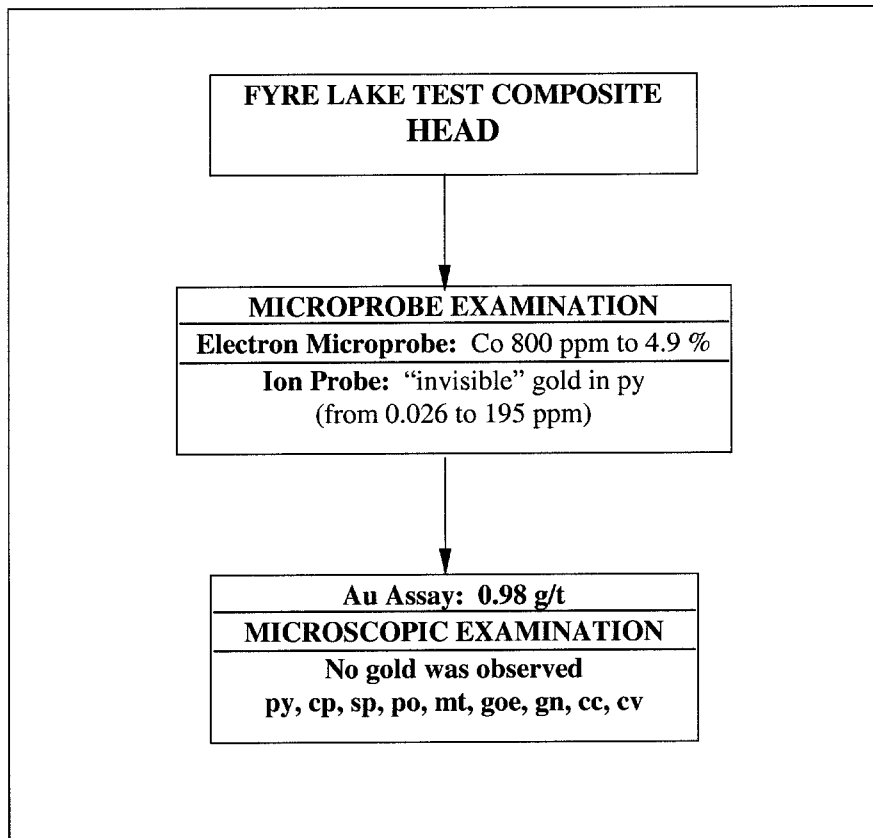 FYRE LAKE TEST COMPOSITE
HEAD
MICROPROBE EXAMINATION
Electron Microprobe: Co 800 ppm to 4.9 %
Ion Probe: “invisible” gold in py
(from 0.026 to 195 ppm)
Au Assay: 0.98 g/t
MICROSCOPIC EXAMINATION
No gold was observed
py, cp, sp, po, mt, goe, gn, cc, cv